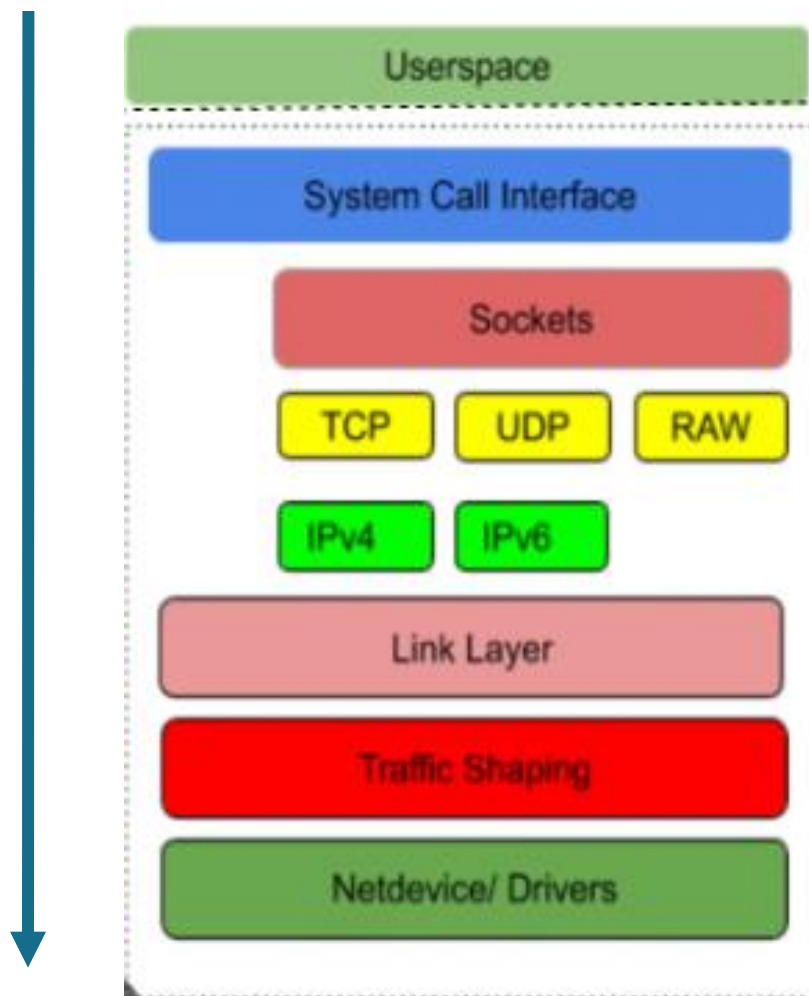 Userspace
System Call Interface
Sockets
TCP UDP RAW
IPv4 IPv6
Link Layer
Traffic Shaping
Netdevice/ Drivers